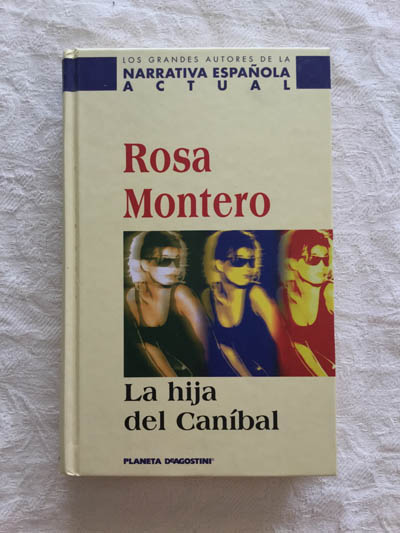 LOS GRANDES AUTORES DE LA
NARRATIVA ESPAÑOLA
ACTUAL
Rosa
Montero
La hija
del Caníbal
PLANETA DEAGOSTINI